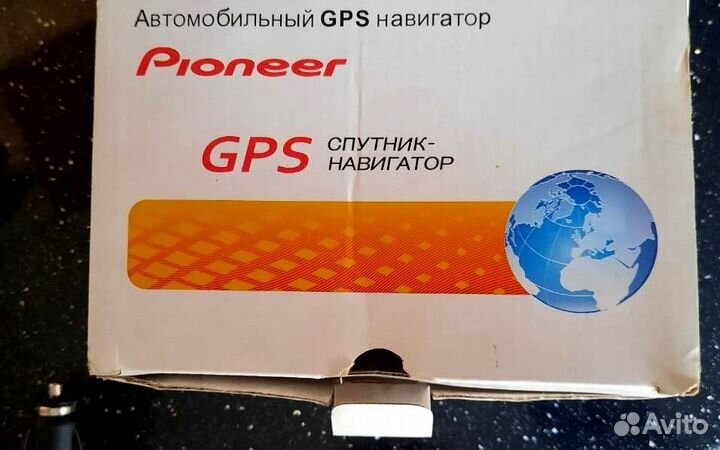 Автомобильный GPS навигатор
Pioneer
GPS СПУТНИК-
НАВИГАТОР
Avito